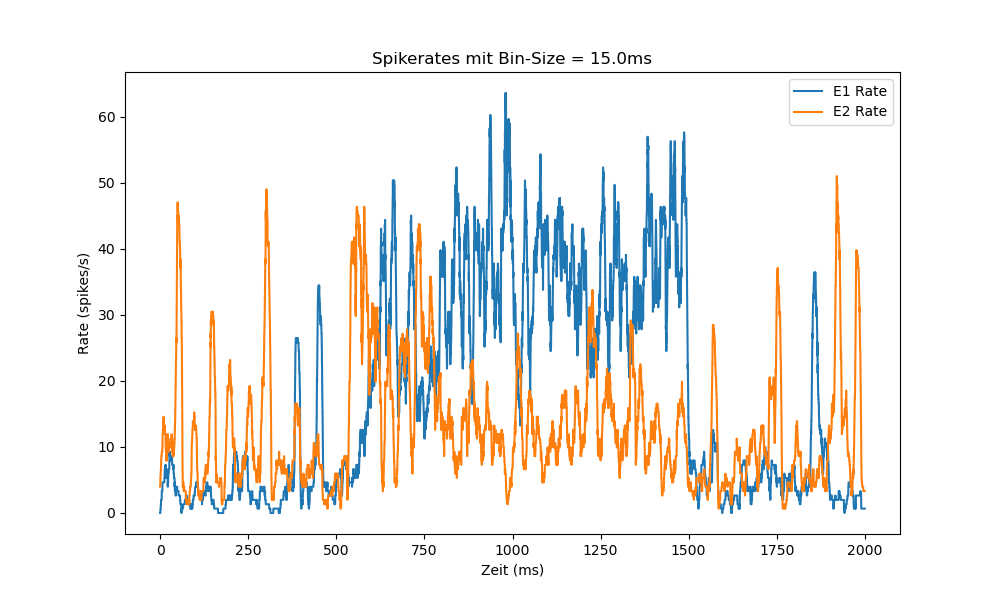 Spikerates mit Bin-Size = 15.0ms
E1 Rate
E2 Rate
60
50
40
30
20
10
0
Rate (spikes/s)
0 250 500 750 1000 1250 1500 1750 2000
Zeit (ms)